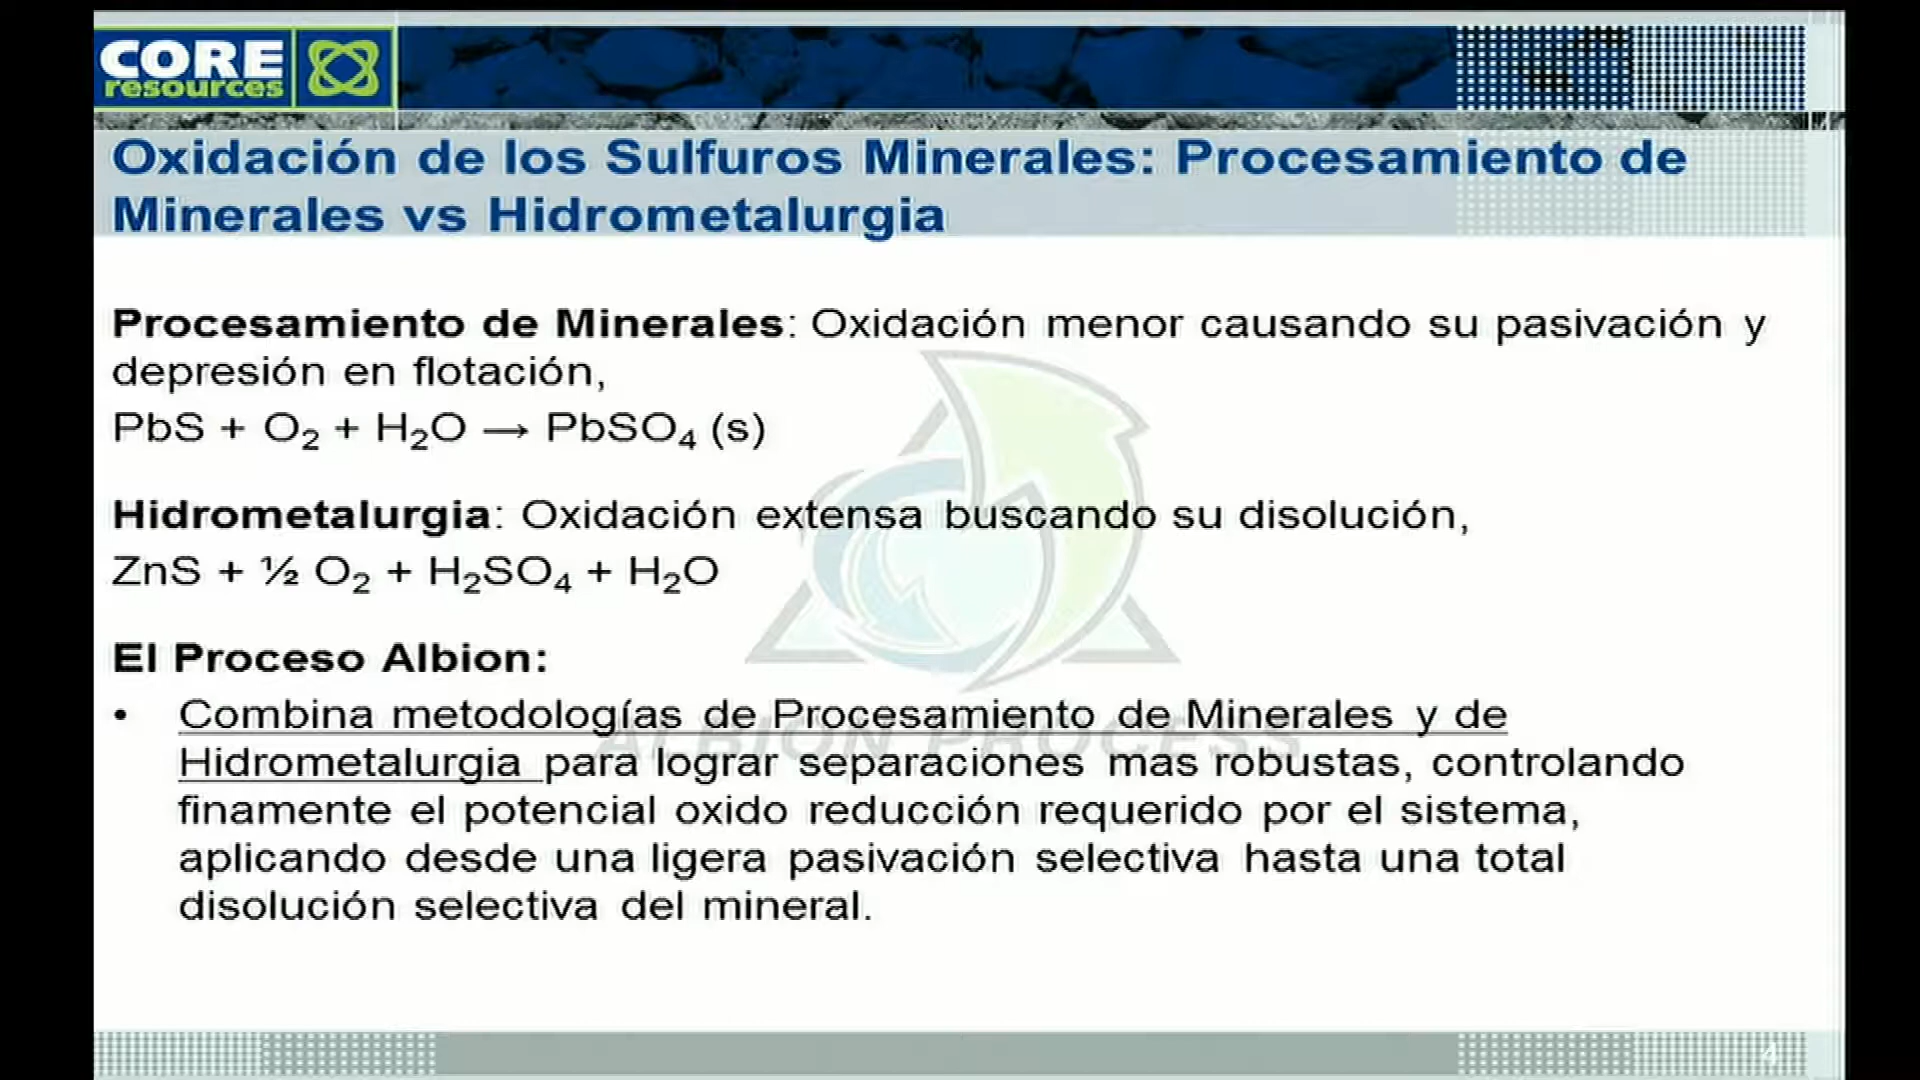 CORE
resources
Oxidación de los Sulfuros Minerales: Procesamiento de
Minerales vs Hidrometalurgia
Procesamiento de Minerales: Oxidación menor causando su pasivación y
depresión en flotación,
PbS + O₂ + H₂O → PbSO₄ (s)
Hidrometalurgia: Oxidación extensa buscando su disolución,
ZnS + ½ O₂ + H₂SO₄ + H₂O
El Proceso Albion:
• Combina metodologías de Procesamiento de Minerales y de
Hidrometalurgia para lograr separaciones mas robustas, controlando
finamente el potencial oxido reducción requerido por el sistema,
aplicando desde una ligera pasivación selectiva hasta una total
disolución selectiva del mineral.
ALBION PROCESS
4